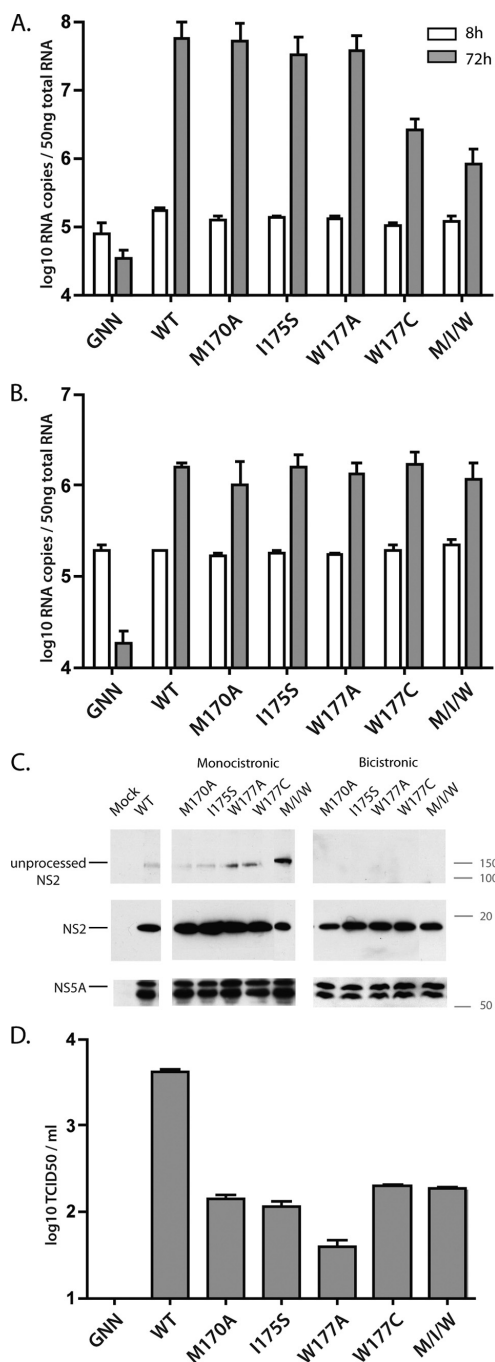 A.
log10 RNA copies / 50ng total RNA
8
7
6
5
4
8h
72h
GNN WT M170A I175S W177A W177C M/I/W
B.
log10 RNA copies / 50ng total RNA
7
6
5
4
GNN WT M170A I175S W177A W177C M/I/W
C.
Monocistronic Bicistronic
Mock WT M170A I175S W177A W177C M/I/W M170A I175S W177A W177C M/I/W
unprocessed
NS2
150
100
NS2
20
NS5A
50
D.
log10 TCID50 / ml
4
3
2
1
GNN WT M170A I175S W177A W177C M/I/W